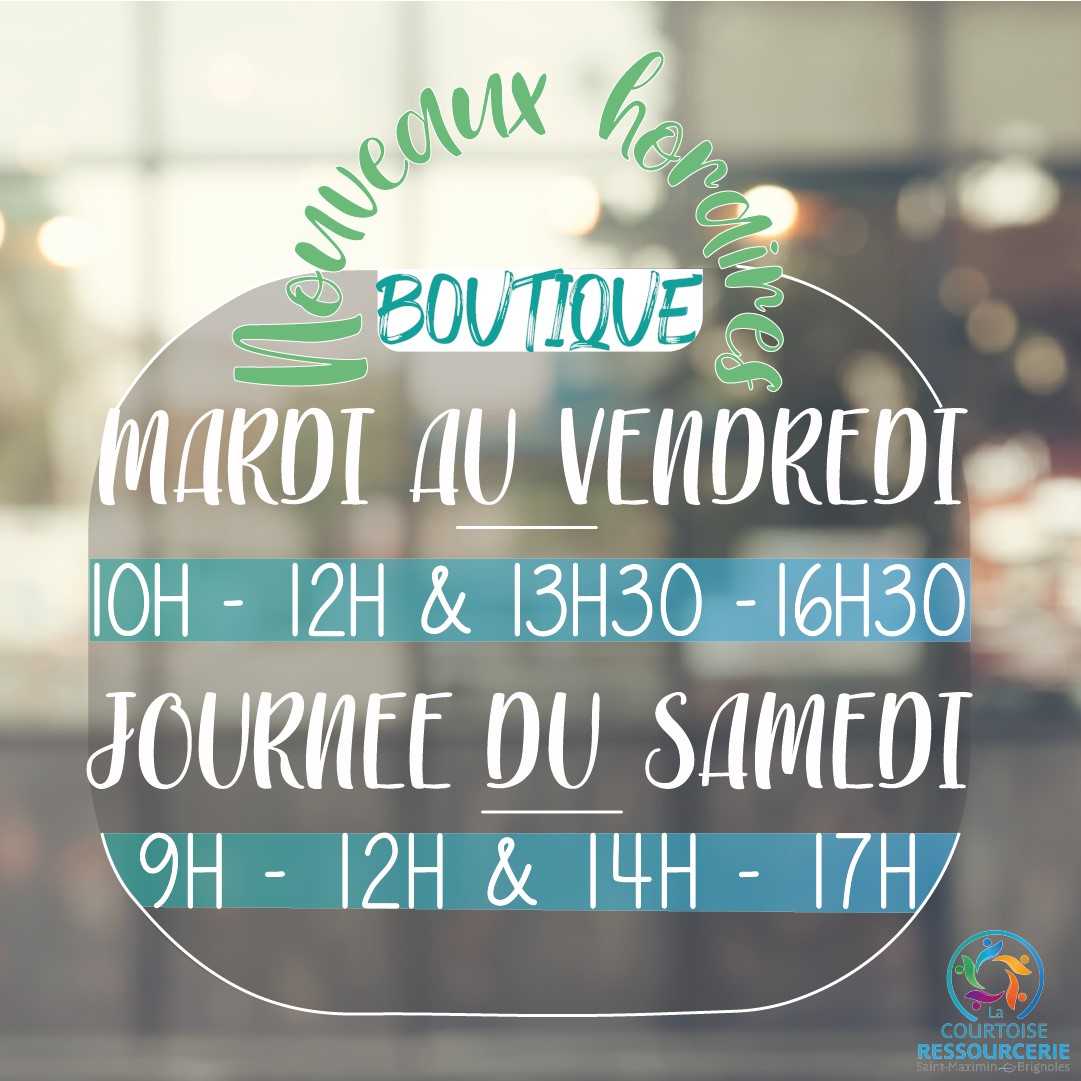 Nouveaux horaires
BOUTIQUE
MARDI AU VENDREDI
10H - 12H & 13H30 - 16H30
JOURNEE DU SAMEDI
9H - 12H & 14H - 17H
La
COURTOISE
RESSOURCERIE
Saint-Maximin Brignoles